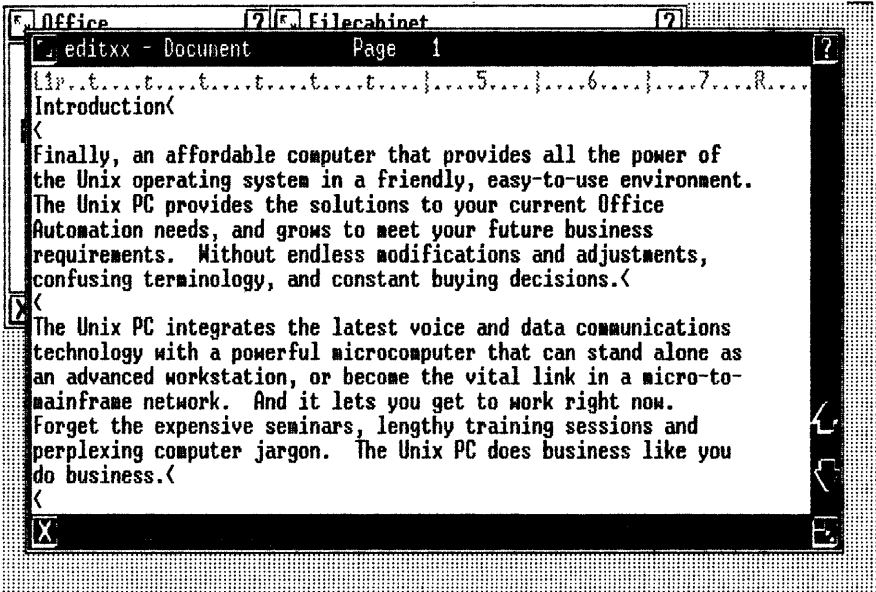 Office ? Filecabinet ?
editxx - Document Page 1 ?
Introduction<
<
Finally, an affordable computer that provides all the power of
the Unix operating system in a friendly, easy-to-use environment.
The Unix PC provides the solutions to your current Office
Automation needs, and grows to meet your future business
requirements. Without endless modifications and adjustments,
confusing terminology, and constant buying decisions.<
<
The Unix PC integrates the latest voice and data communications
technology with a powerful microcomputer that can stand alone as
an advanced workstation, or become the vital link in a micro-to-
mainframe network. And it lets you get to work right now.
Forget the expensive seminars, lengthy training sessions and
perplexing computer jargon. The Unix PC does business like you
do business.<
<
X